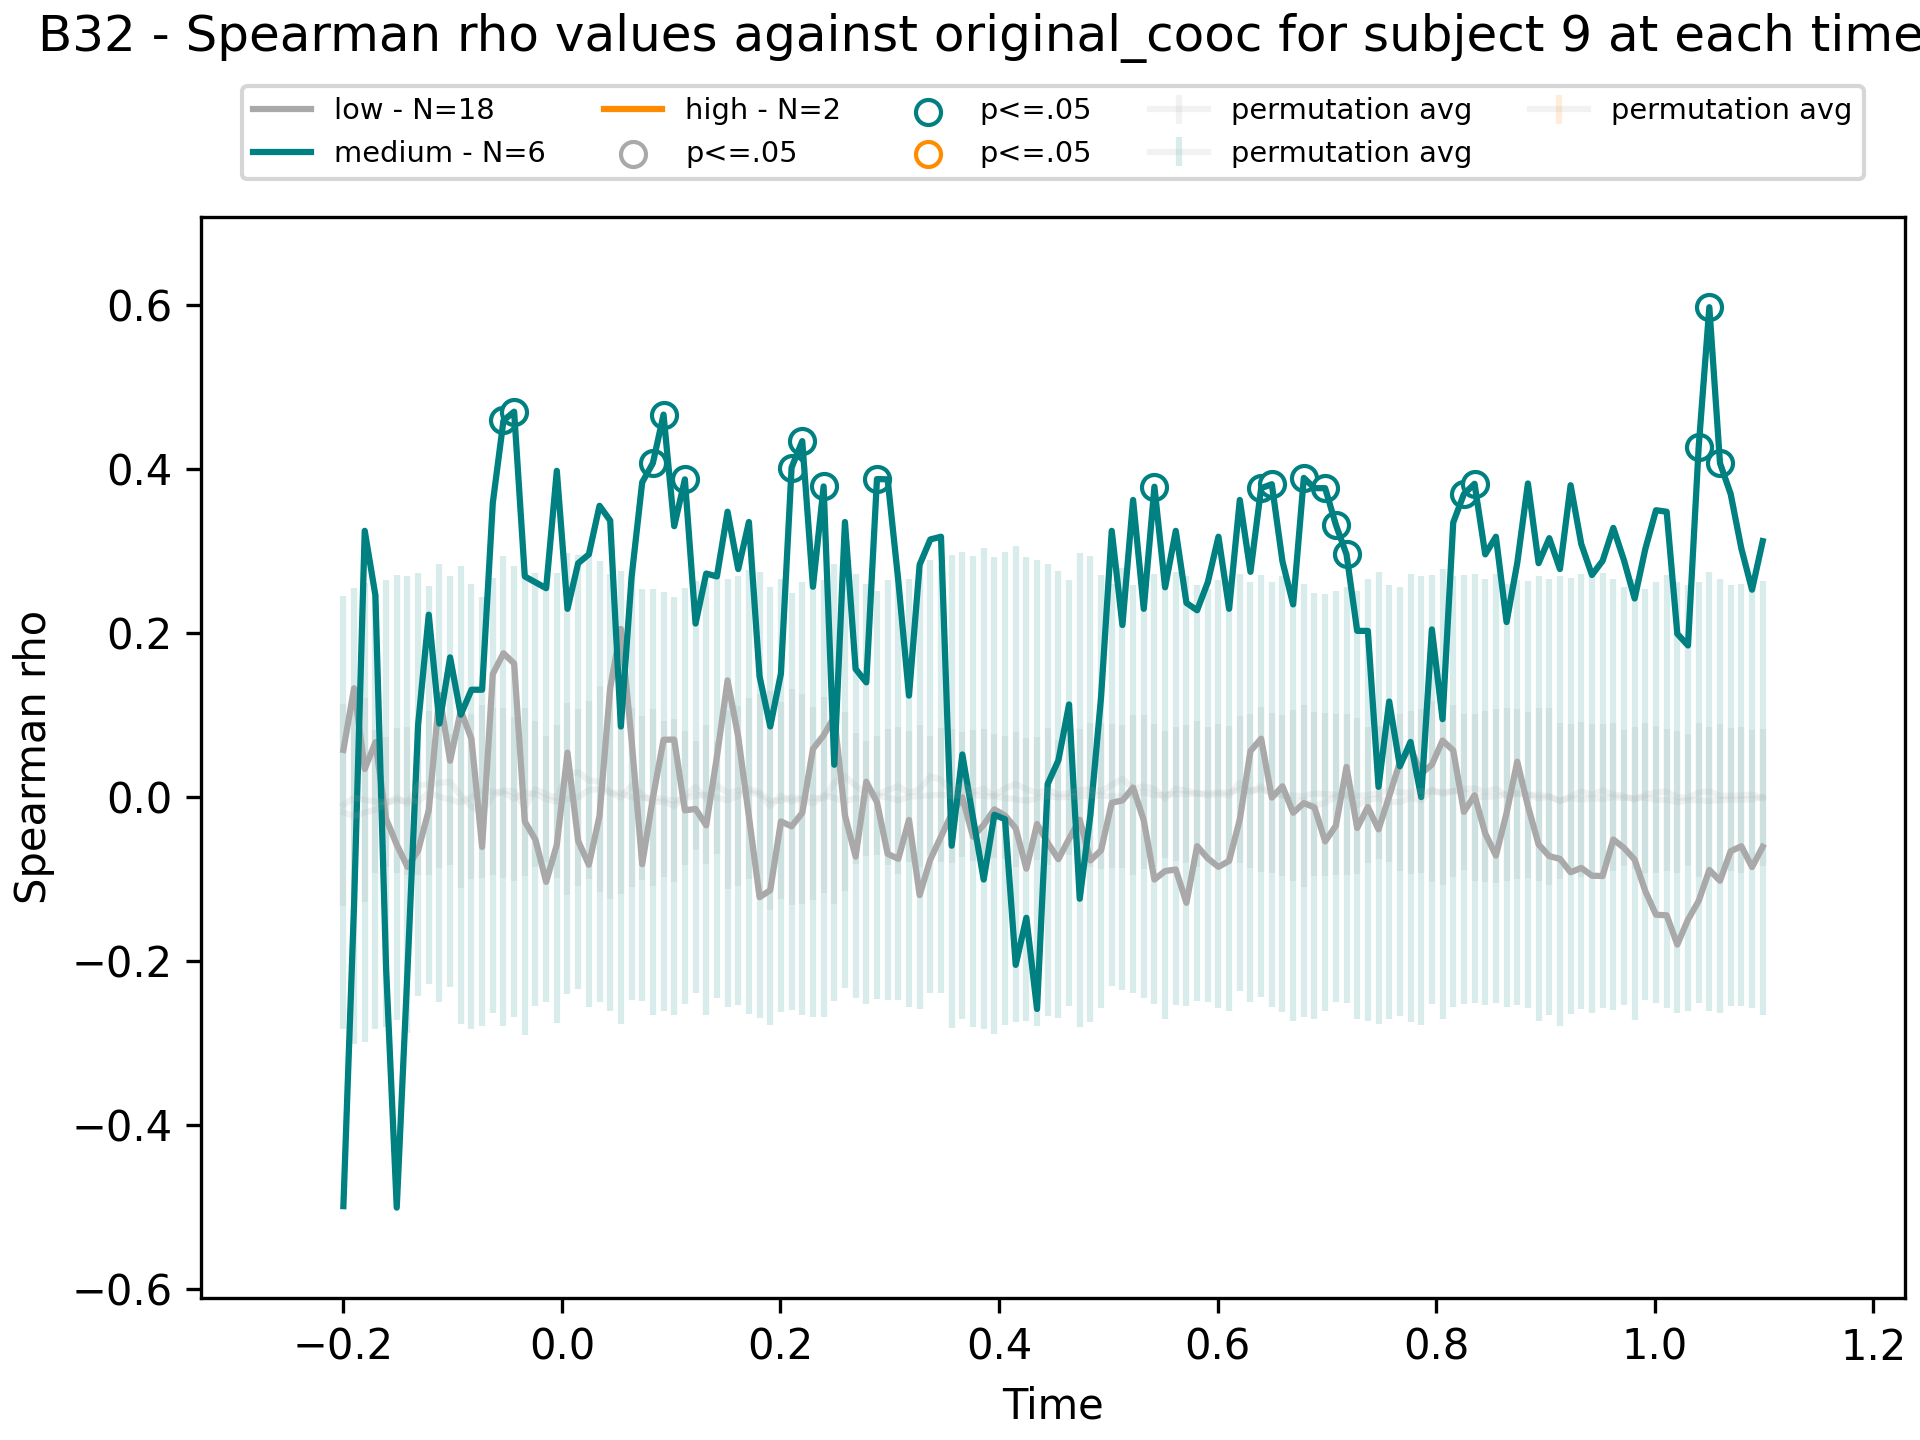 B32 - Spearman rho values against original_cooc for subject 9 at each time
low - N=18 high - N=2 p<=.05 permutation avg permutation avg
medium - N=6 p<=.05 p<=.05 permutation avg
Spearman rho
0.6
0.4
0.2
0.0
−0.2
−0.4
−0.6
−0.2 0.0 0.2 0.4 0.6 0.8 1.0 1.2
Time